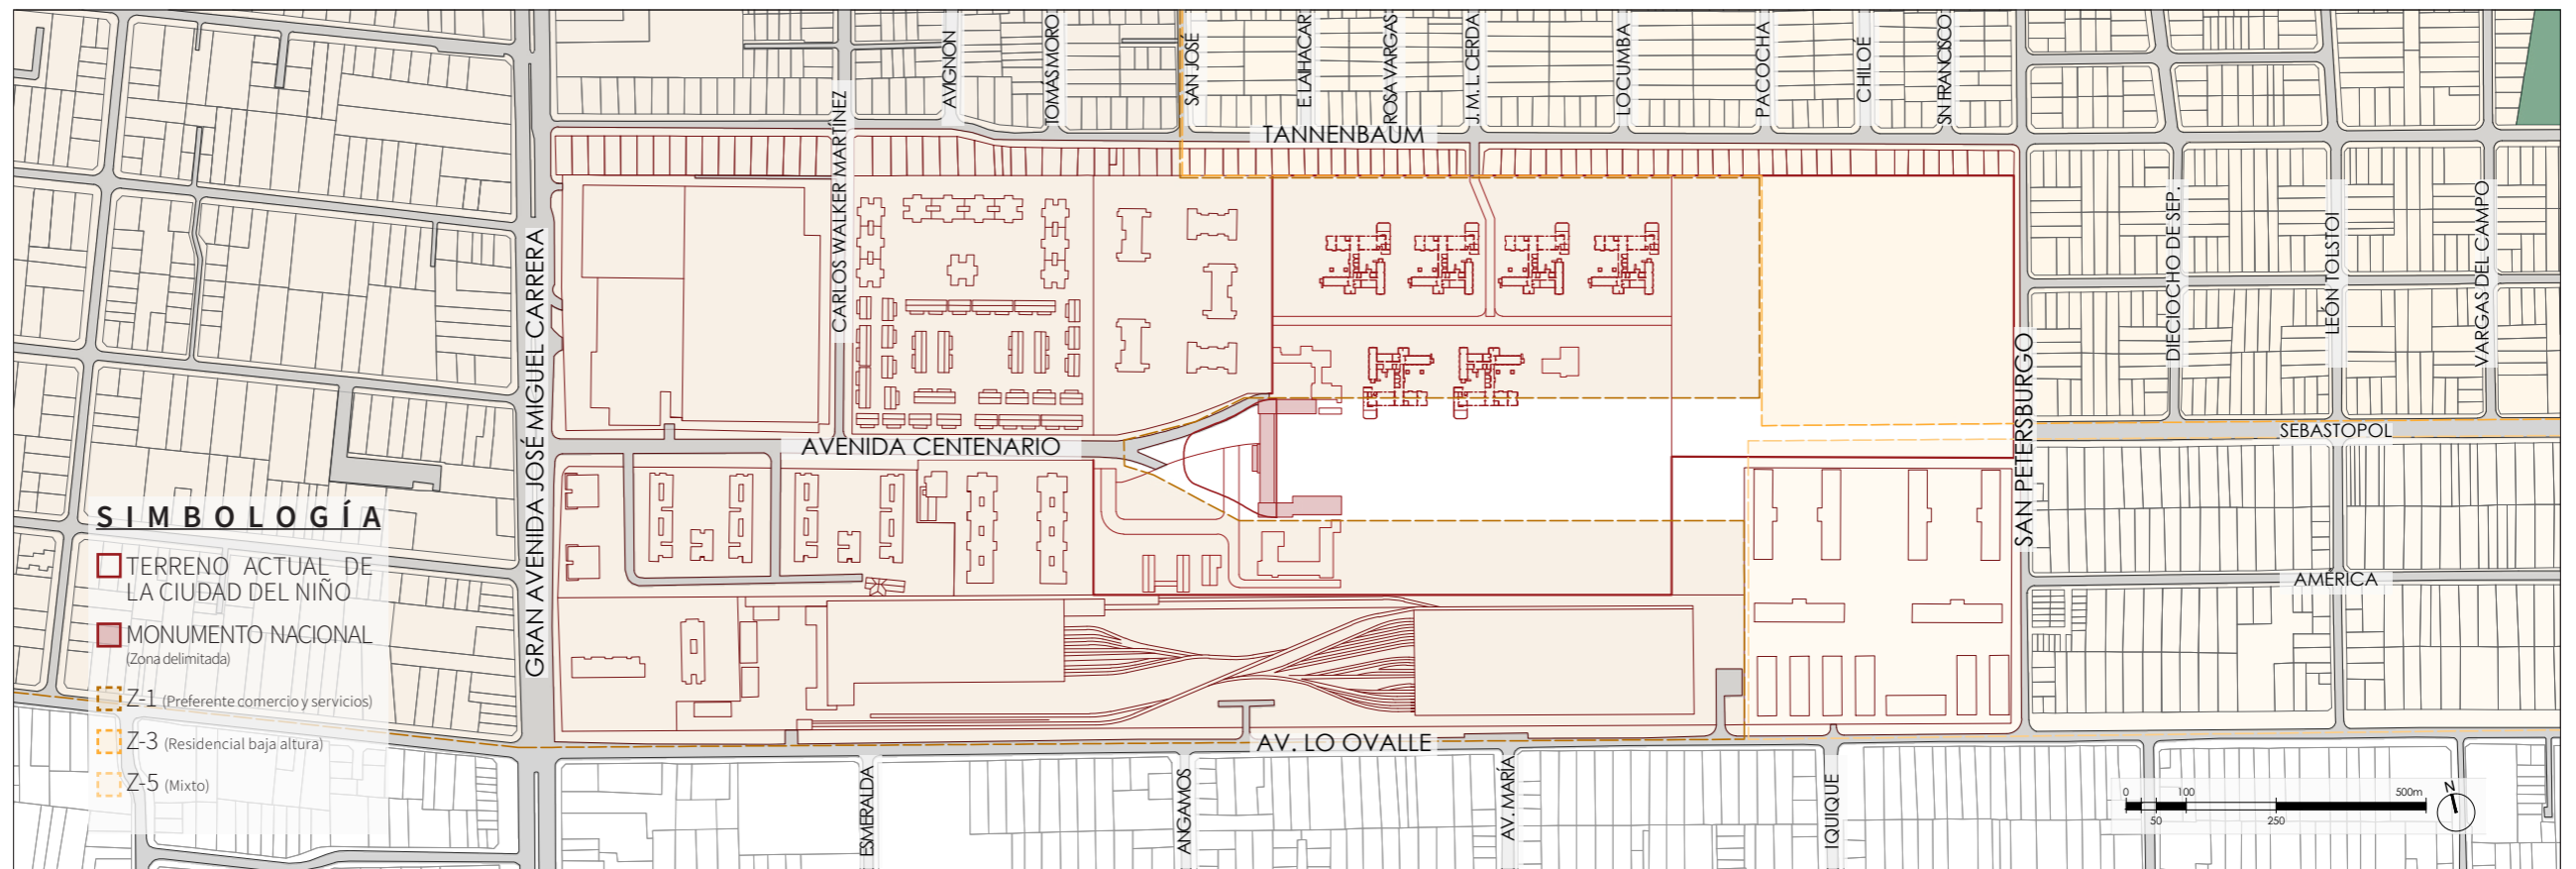 AVIGNON
TOMAS MORO
SAN JOSÉ
E. LAIHACAR
ROSA VARGAS
J. M. L. CERDA
LOCUMBA
PACOCHA
CHILOÉ
SN FRANCISCO
TANNENBAUM
CARLOS WALKER MARTÍNEZ
DIECIOCHO DE SEP.
LEÓN TOLSTOI
VARGAS DEL CAMPO
GRAN AVENIDA JOSÉ MIGUEL CARRERA
SAN PETERSBURGO
AVENIDA CENTENARIO
SEBASTOPOL
AMÉRICA
SIMBOLOGÍA
TERRENO ACTUAL DE
LA CIUDAD DEL NIÑO
MONUMENTO NACIONAL
(Zona delimitada)
Z-1 (Preferente comercio y servicios)
Z-3 (Residencial baja altura)
Z-5 (Mixto)
AV. LO OVALLE
ESMERALDA
ANGAMOS
AV. MARÍA
IQUIQUE
0 100 500m
50 250
N